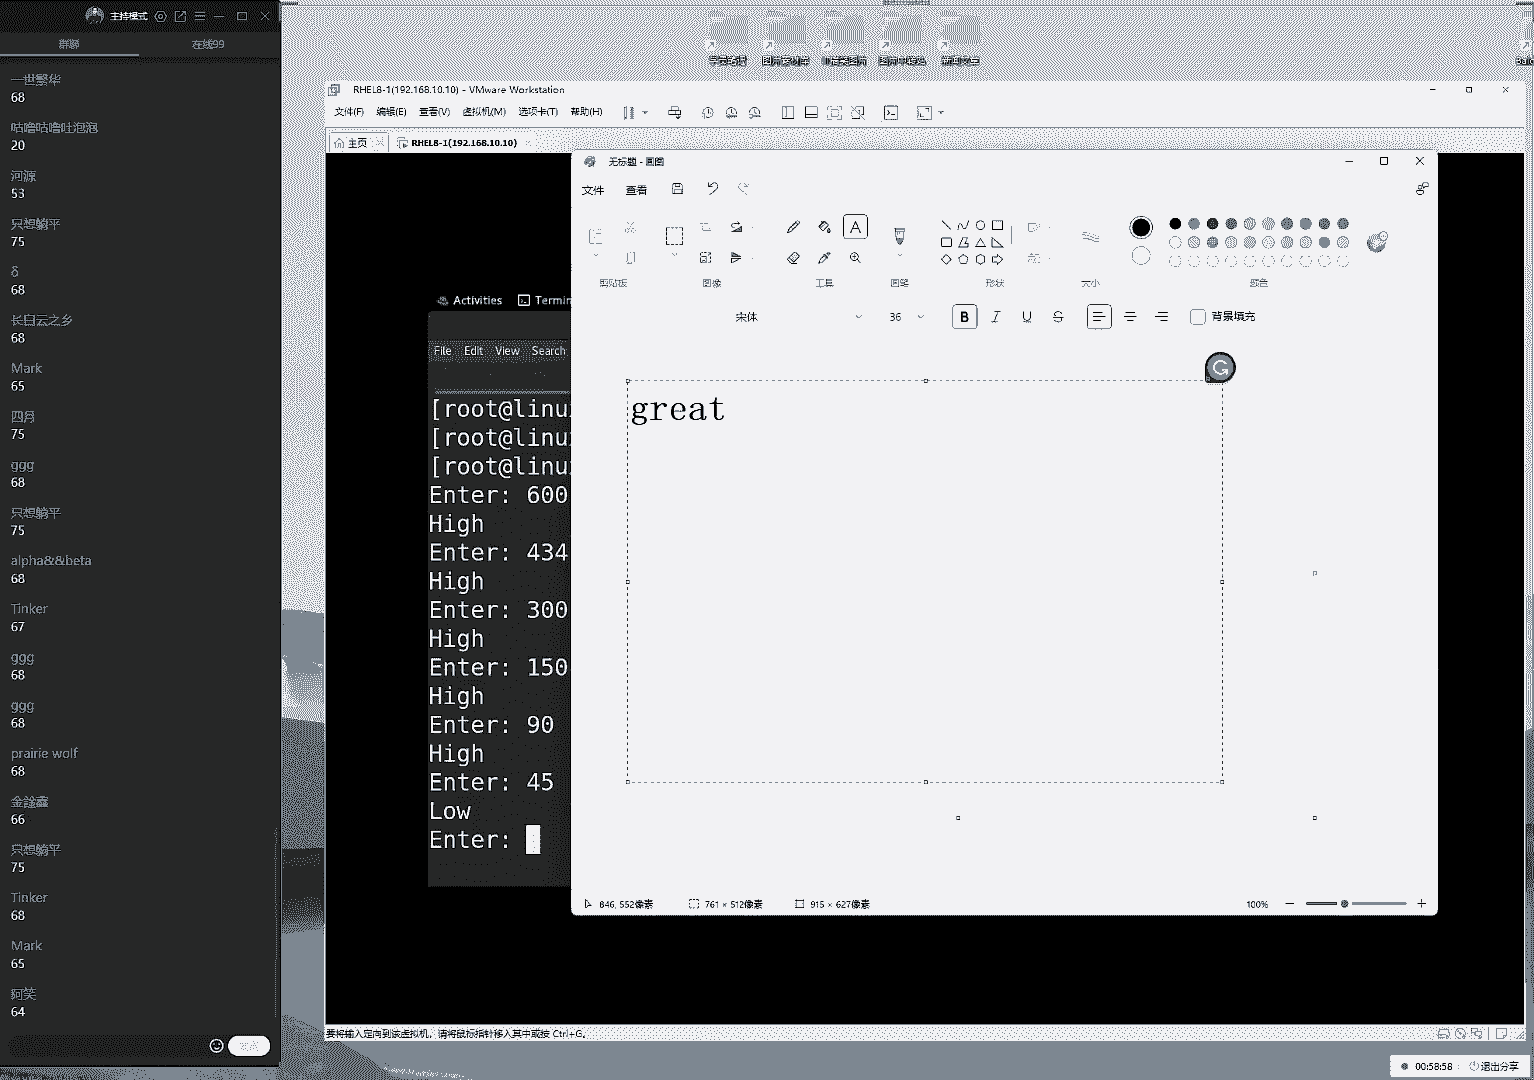 主持模式
群聊
在线99
一世繁华
68
咕噜咕噜吐泡泡
20
河源
53
只想躺平
75
δ
68
长白云之乡
68
Mark
65
四月
75
ggg
68
只想躺平
75
alpha&&beta
68
Tinker
67
ggg
68
ggg
68
prairie wolf
68
66
只想躺平
75
Tinker
68
Mark
65
阿笑
64
RHEL8-1(192.168.10.10) - VMware Workstation
文件(F) 编辑(E) 查看(V) 虚拟机(M) 选项卡(T) 帮助(H)
主页
RHEL8-1(192.168.10.10)
Activities
File Edit View Search
[root@linu
[root@linu
[root@linu
Enter: 600
High
Enter: 434
High
Enter: 300
High
Enter: 150
High
Enter: 90
High
Enter: 45
Low
Enter:
无标题 - 画图
文件 查看
剪贴板 图像 工具 画笔 形状 大小 颜色
宋体 36 B I U S 背景填充
great
846, 552像素 761 × 512像素 915 × 627像素 100%
要将输入定向到该虚拟机，请将鼠标指针移入其中或按 Ctrl+G。
00:58:58 退出分享